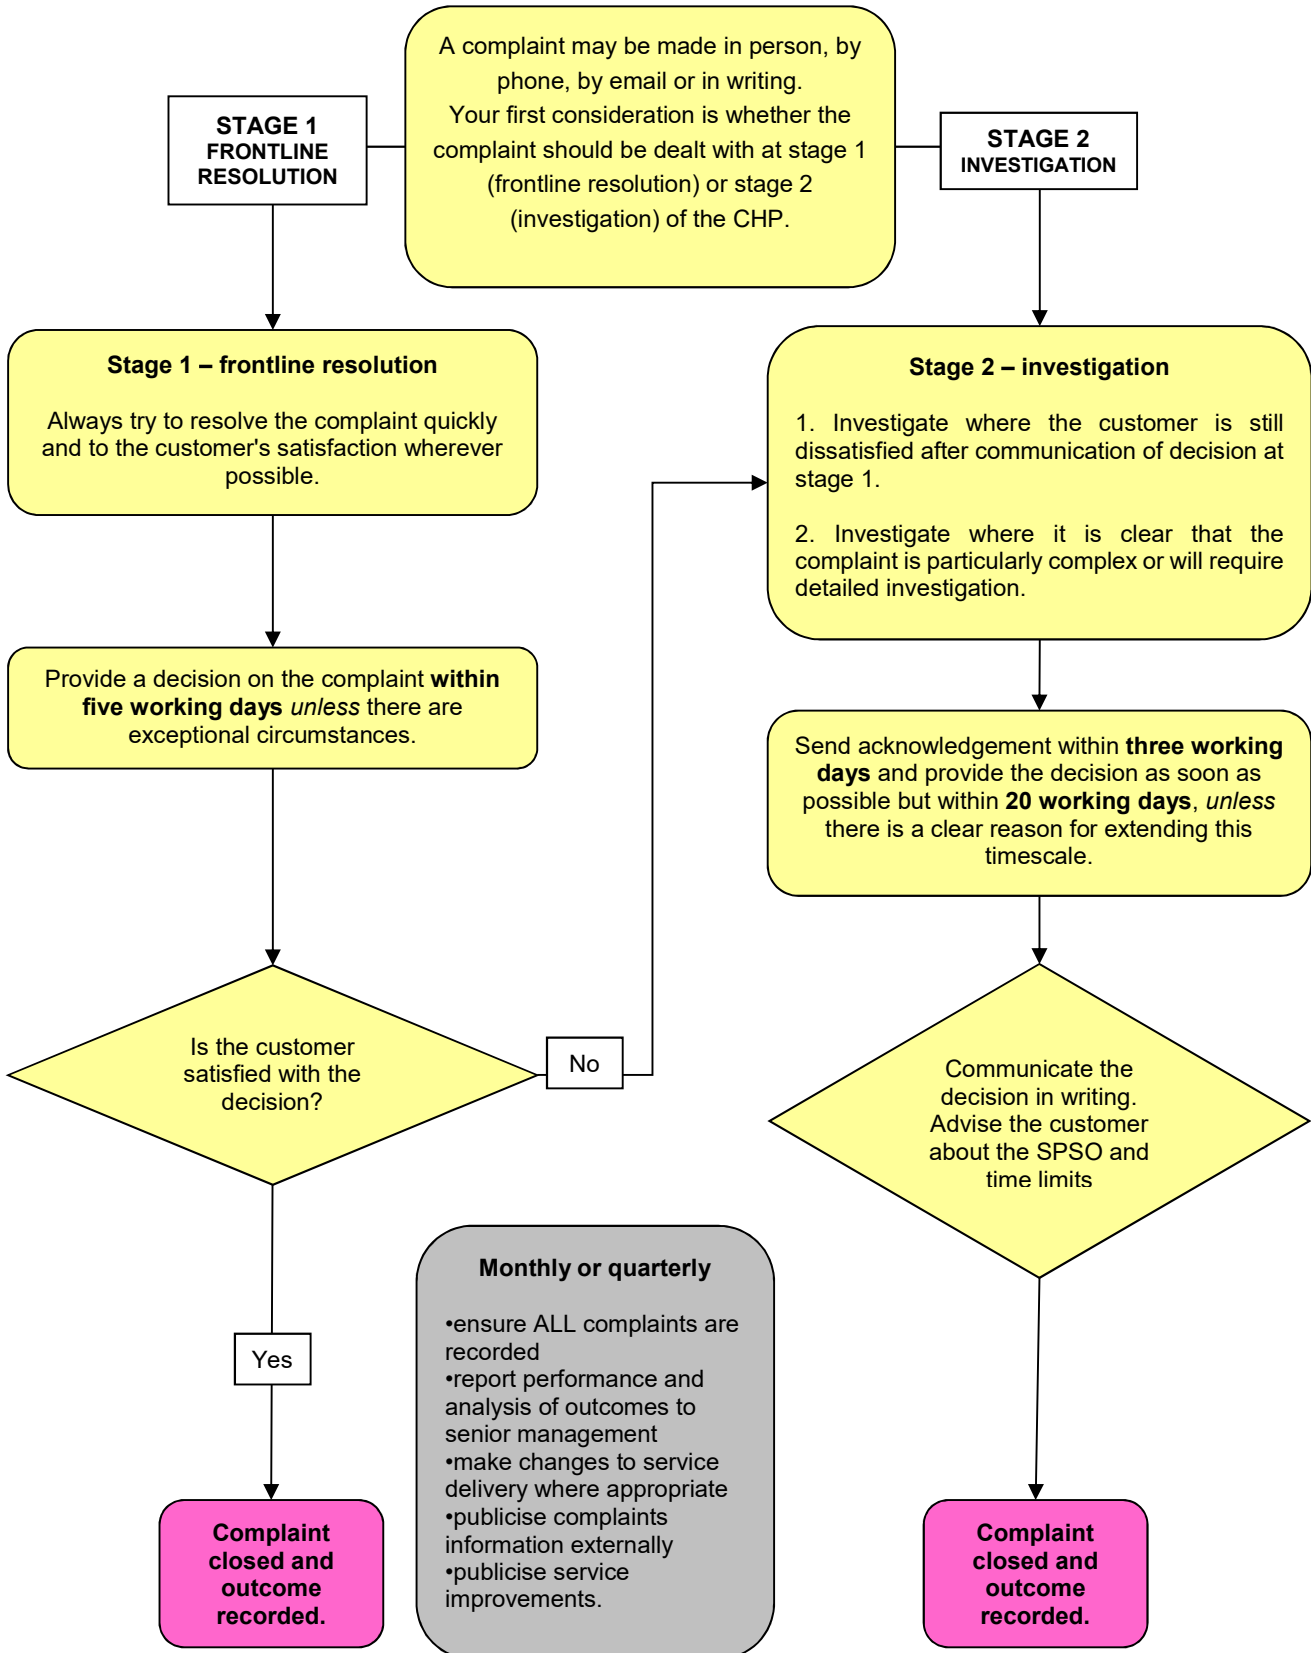 A complaint may be made in person, by
phone, by email or in writing.
Your first consideration is whether the
complaint should be dealt with at stage 1
(frontline resolution) or stage 2
(investigation) of the CHP.
STAGE 1
FRONTLINE
RESOLUTION
STAGE 2
INVESTIGATION
Stage 1 – frontline resolution
Always try to resolve the complaint quickly
and to the customer's satisfaction wherever
possible.
Provide a decision on the complaint within
five working days unless there are
exceptional circumstances.
Is the customer
satisfied with the
decision?
No
Yes
Complaint
closed and
outcome
recorded.
Stage 2 – investigation
1. Investigate where the customer is still
dissatisfied after communication of decision at
stage 1.
2. Investigate where it is clear that the
complaint is particularly complex or will require
detailed investigation.
Send acknowledgement within three working
days and provide the decision as soon as
possible but within 20 working days, unless
there is a clear reason for extending this
timescale.
Communicate the
decision in writing.
Advise the customer
about the SPSO and
time limits
Complaint
closed and
outcome
recorded.
Monthly or quarterly
•ensure ALL complaints are
recorded
•report performance and
analysis of outcomes to
senior management
•make changes to service
delivery where appropriate
•publicise complaints
information externally
•publicise service
improvements.